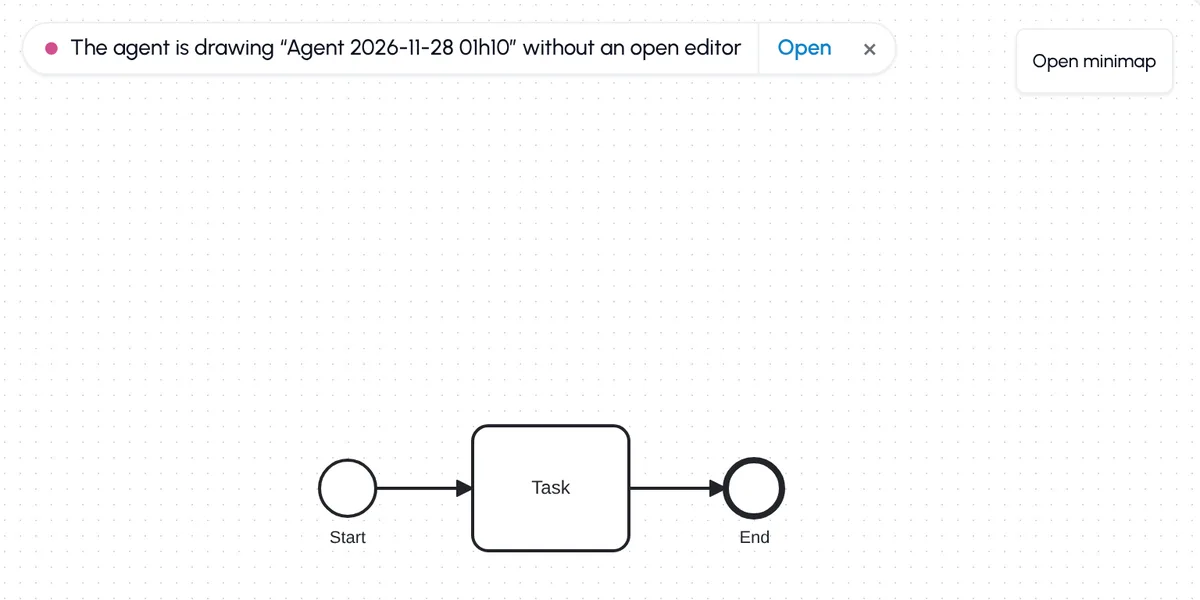 The agent is drawing “Agent 2026-11-28 01h10” without an open editor
Open
×
Open minimap
Task
Start
End